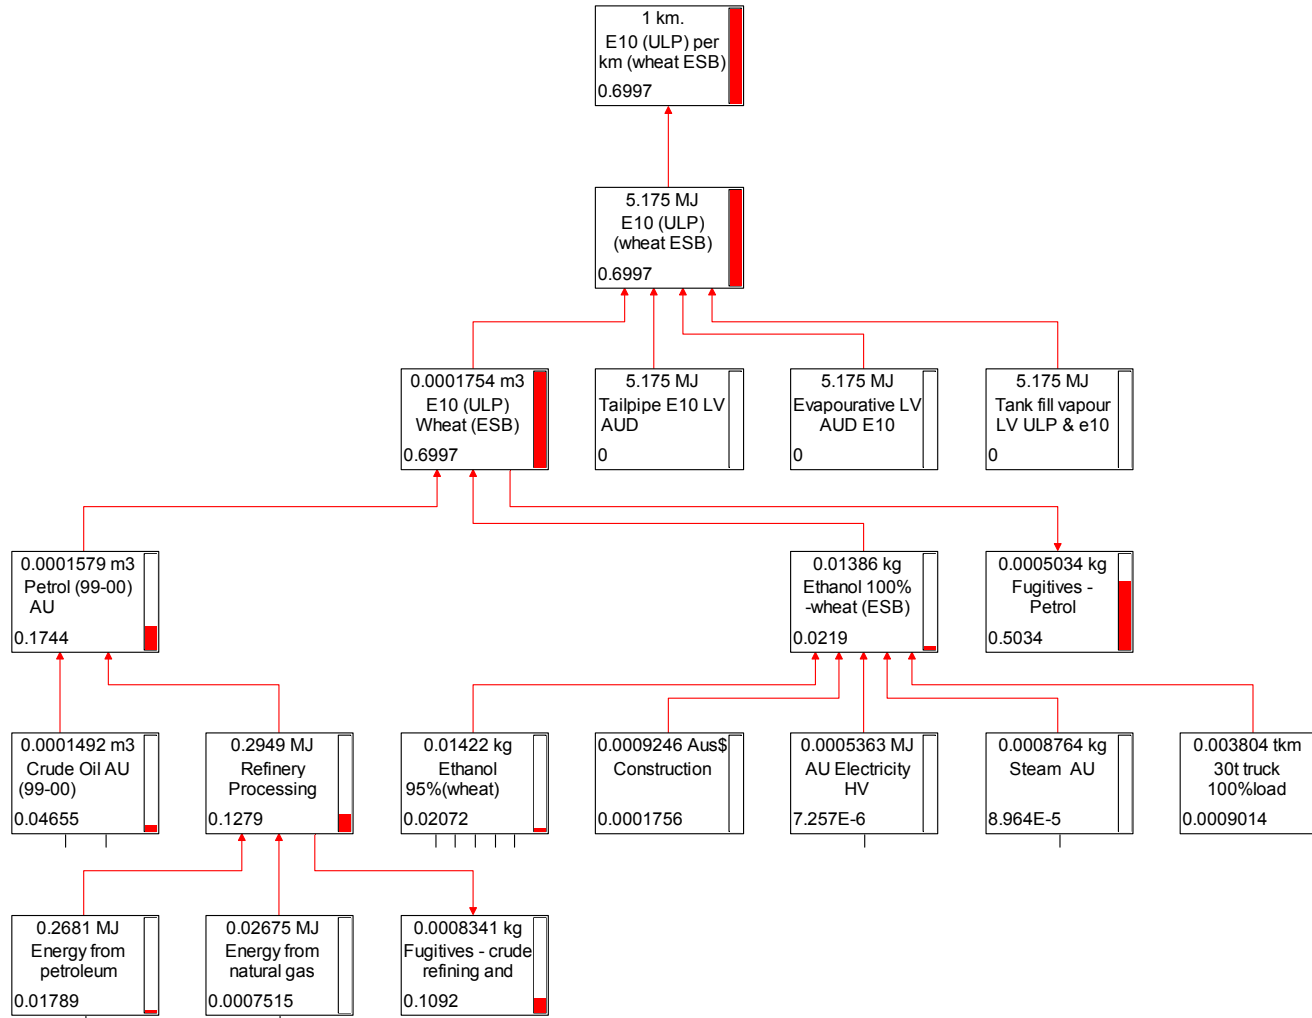 1 km.
E10 (ULP) per
km (wheat ESB)
0.6997
5.175 MJ
E10 (ULP)
(wheat ESB)
0.6997
0.0001754 m3
E10 (ULP)
Wheat (ESB)
0.6997
5.175 MJ
Tailpipe E10 LV
AUD
0
5.175 MJ
Evapourative LV
AUD E10
0
5.175 MJ
Tank fill vapour
LV ULP & e10
0
0.0001579 m3
Petrol (99-00)
AU
0.1744
0.01386 kg
Ethanol 100%
-wheat (ESB)
0.0219
0.0005034 kg
Fugitives -
Petrol
0.5034
0.0001492 m3
Crude Oil AU
(99-00)
0.04655
0.2949 MJ
Refinery
Processing
0.1279
0.01422 kg
Ethanol
95%(wheat)
0.02072
0.0009246 Aus$
Construction
0.0001756
0.0005363 MJ
AU Electricity
HV
7.257E-6
0.0008764 kg
Steam AU
8.964E-5
0.003804 tkm
30t truck
100%load
0.0009014
0.2681 MJ
Energy from
petroleum
0.01789
0.02675 MJ
Energy from
natural gas
0.0007515
0.0008341 kg
Fugitives - crude
refining and
0.1092